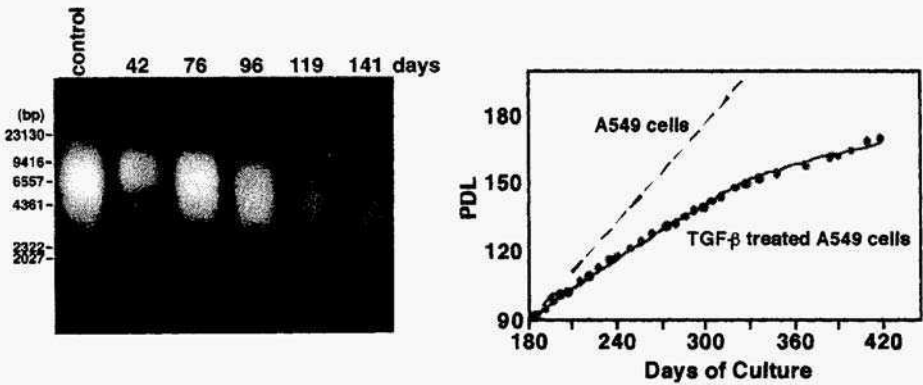 control
42 76 96 119 141 days
(bp)
23130-
9416-
6557-
4361-
2322-
2027-
180
150
120
90
PDL
A549 cells
TGF-β treated A549 cells
180 240 300 360 420
Days of Culture